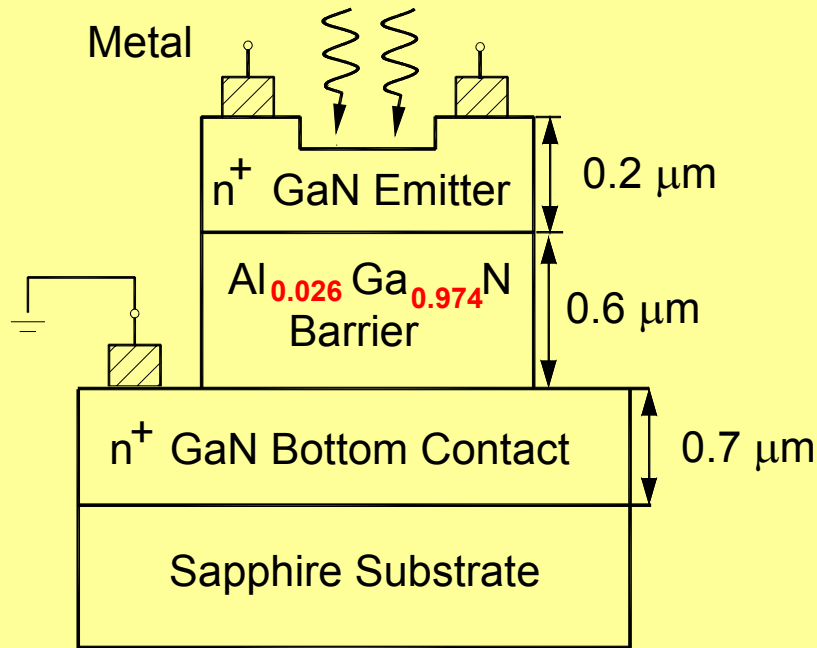 Metal
n+ GaN Emitter
0.2 μm
Al0.026 Ga0.974N
Barrier
0.6 μm
n+ GaN Bottom Contact
0.7 μm
Sapphire Substrate